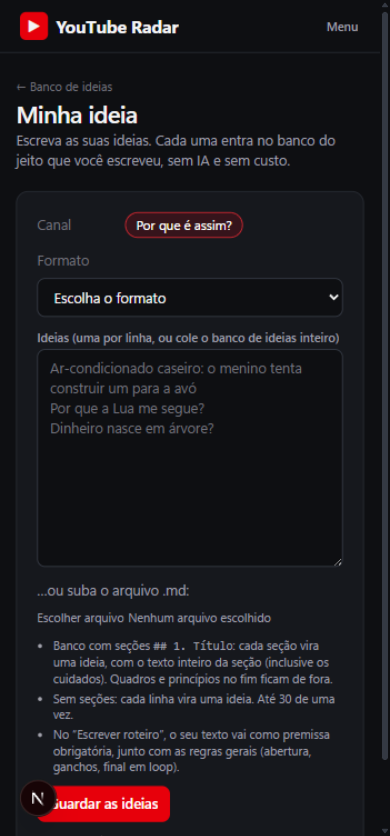 YouTube Radar
Menu
← Banco de ideias
Minha ideia
Escreva as suas ideias. Cada uma entra no banco do
jeito que você escreveu, sem IA e sem custo.
Canal
Por que é assim?
Formato
Escolha o formato
Ideias (uma por linha, ou cole o banco de ideias inteiro)
Ar-condicionado caseiro: o menino tenta
construir um para a avó
Por que a Lua me segue?
Dinheiro nasce em árvore?
...ou suba o arquivo .md:
Escolher arquivo Nenhum arquivo escolhido
• Banco com seções ## 1. Título: cada seção vira
uma ideia, com o texto inteiro da seção (inclusive os
cuidados). Quadros e princípios no fim ficam de fora.
• Sem seções: cada linha vira uma ideia. Até 30 de uma
vez.
• No "Escrever roteiro", o seu texto vai como premissa
obrigatória, junto com as regras gerais (abertura,
ganchos, final em loop).
N
Guardar as ideias